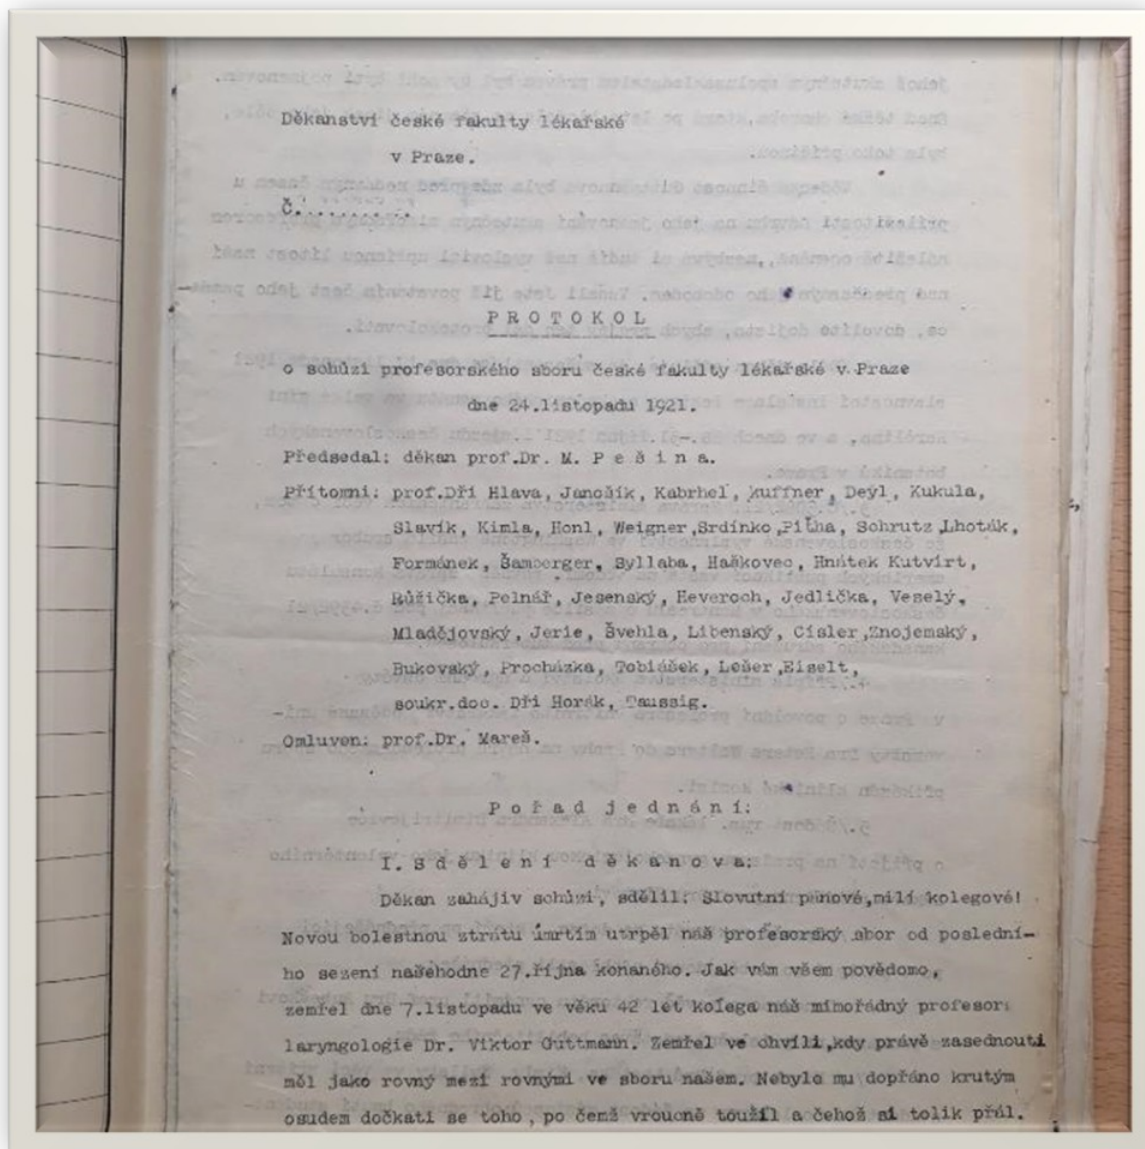 Děkanství české fakulty lékařské
v Praze.
Č..........
PROTOKOL
o schůzi profesorského sboru české fakulty lékařské v Praze
dne 24.listopadu 1921.
Předsedal: děkan prof.Dr. M. Pešina.
Přítomni: prof.Dři Hlava, Janošík, Kabrhel, Kuffner, Deyl, Kukula,
Slavík, Kimla, Honl, Weigner,Srdínko,Piťha, Schrutz,Lhoták,
Formánek, Šamberger, Syllaba, Haškovec, Hnátek Kutvirt,
Růžička, Pelnář, Jesenský, Heveroch, Jedlička, Veselý,
Mladějovský, Jerie, Švehla, Libenský, Císler,Znojemský,
Bukovský, Procházka, Tobiášek, Lešer,Eiselt,
soukr.doc. Dři Horák, Taussig.
Omluven: prof.Dr. Mareš.
Pořad jednání:
I. Sdělení děkanova:
Děkan zahájiv schůzi, sdělil: Slovutní pánové,milí kolegové!
Novou bolestnou ztrátu úmrtím utrpěl náš profesorský sbor od poslední-
ho sezení našehodne 27.října konaného. Jak vám všem povědomo,
zemřel dne 7.listopadu ve věku 42 let kolega náš mimořádný profesor
laryngologie Dr. Viktor Guttmann. Zemřel ve chvíli,kdy právě zasednouti
měl jako rovný mezi rovnými ve sboru našem. Nebylo mu dopřáno krutým
osudem dočkati se toho, po čemž vroucně toužil a čehož si tolik přál.